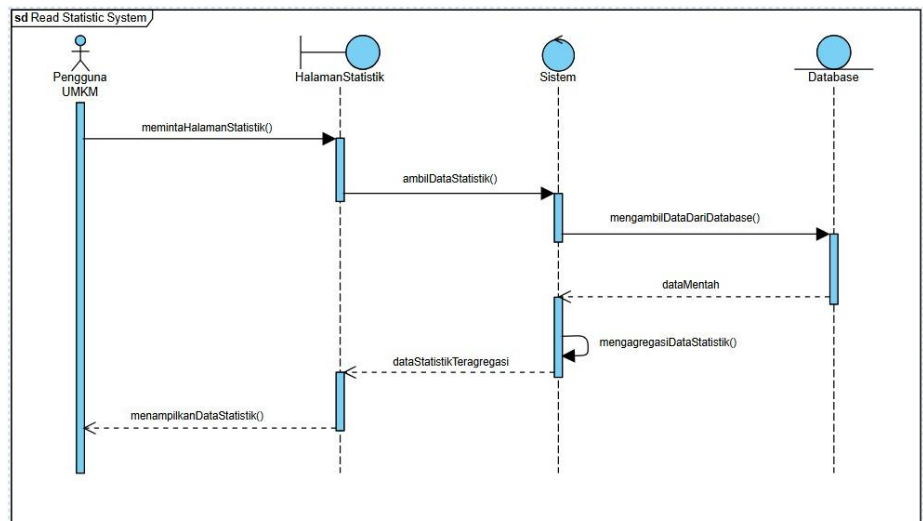 sd Read Statistic System
Pengguna
UMKM
HalamanStatistik
Sistem
Database
memintaHalamanStatistik()
ambilDataStatistik()
mengambilDataDariDatabase()
dataMentah
mengagregasiDataStatistik()
dataStatistikTeragregasi
menampilkanDataStatistik()